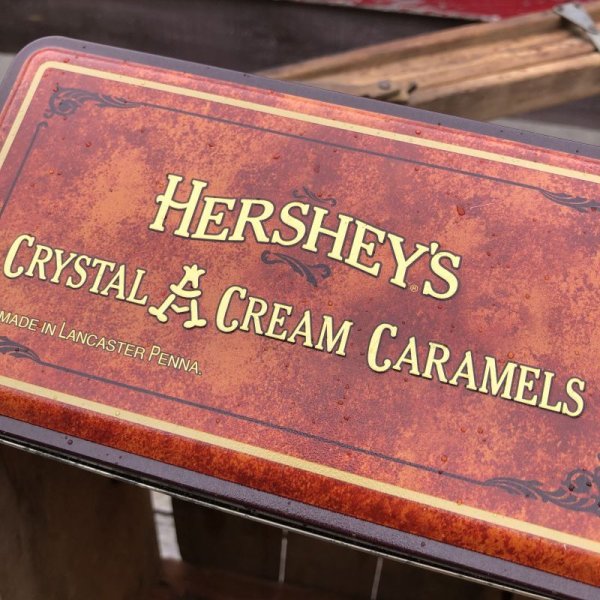 HERSHEY'S®
CRYSTAL A CREAM CARAMELS
MADE IN LANCASTER PENNA.